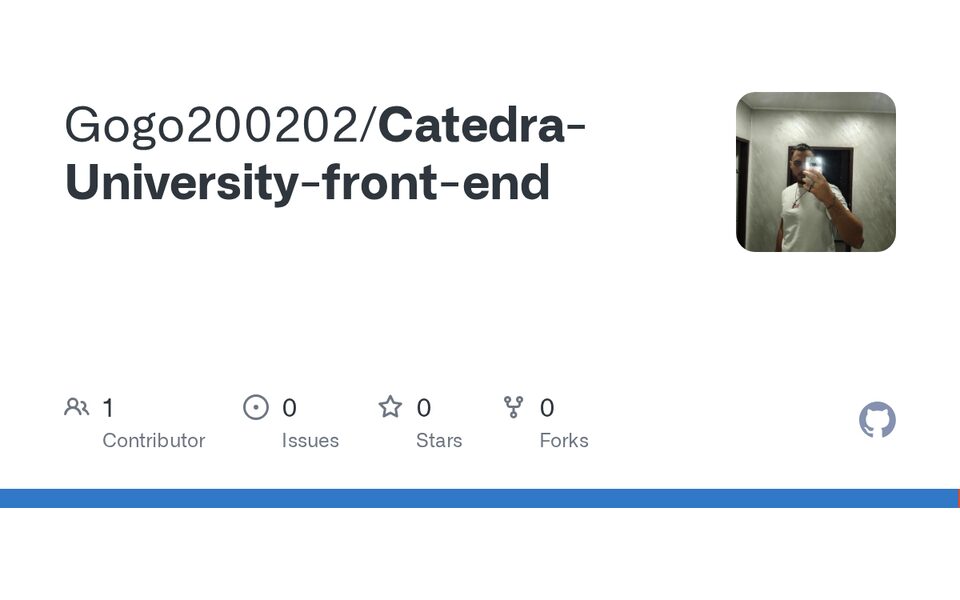 Gogo200202/Catedra-
University-front-end
1
Contributor
0
Issues
0
Stars
0
Forks